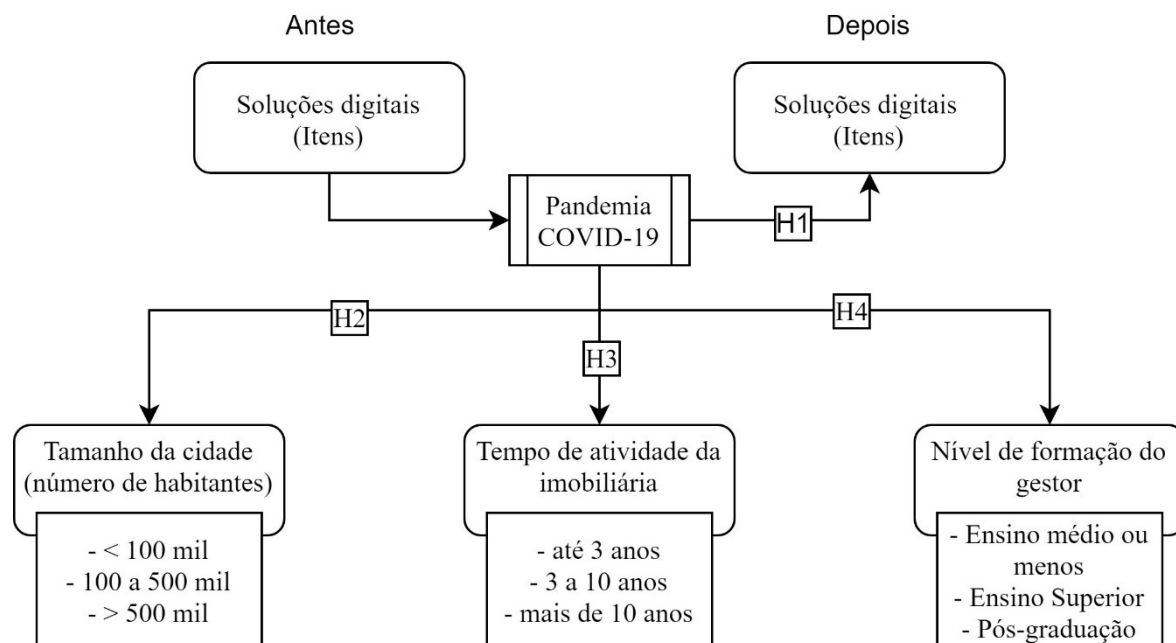 Antes
Depois
Soluções digitais
(Itens)
Soluções digitais
(Itens)
Pandemia
COVID-19
H1
H2
H4
H3
Tamanho da cidade
(número de habitantes)
- < 100 mil
- 100 a 500 mil
- > 500 mil
Tempo de atividade da
imobiliária
- até 3 anos
- 3 a 10 anos
- mais de 10 anos
Nível de formação do
gestor
- Ensino médio ou
menos
- Ensino Superior
- Pós-graduação